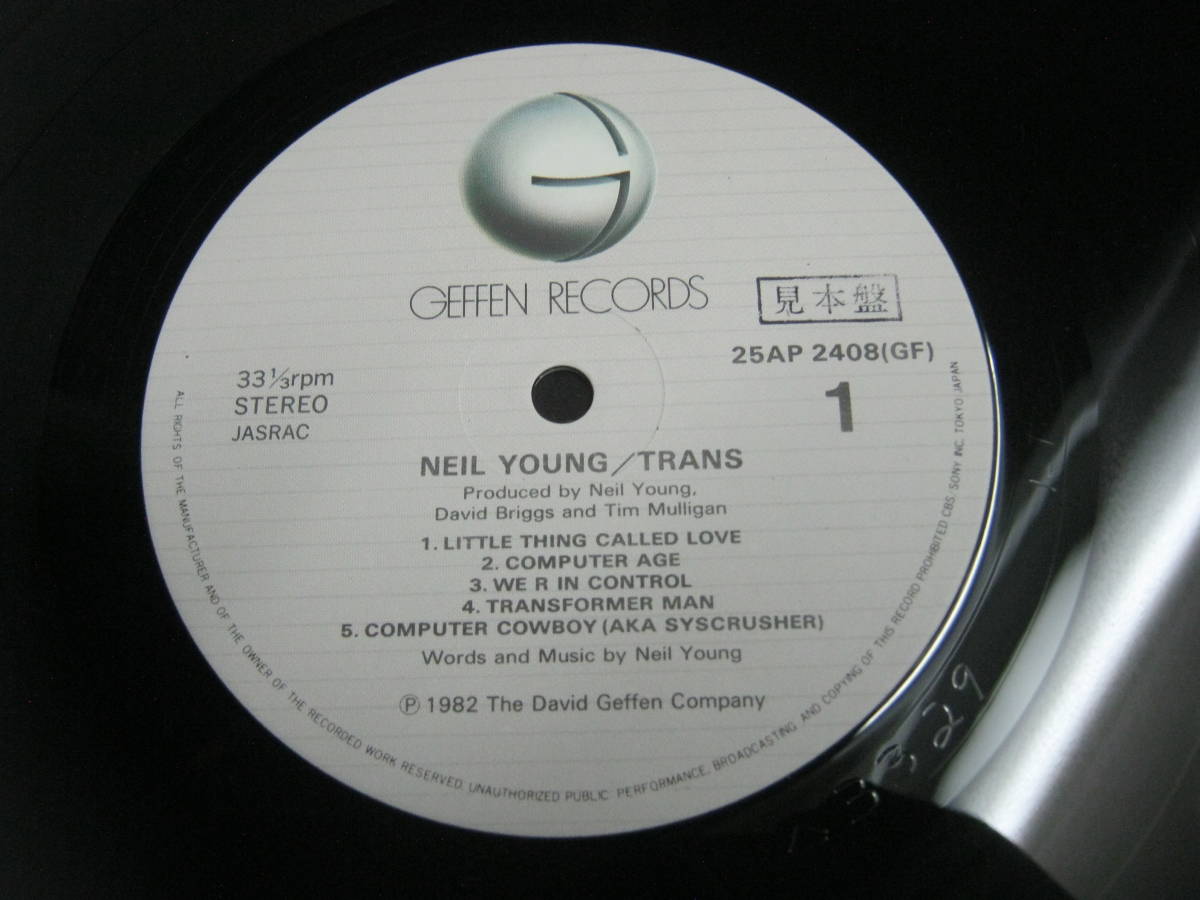 GEFFEN RECORDS
見本盤
25AP 2408(GF)
1
33⅓rpm
STEREO
JASRAC
NEIL YOUNG/TRANS
Produced by Neil Young,
David Briggs and Tim Mulligan
1. LITTLE THING CALLED LOVE
2. COMPUTER AGE
3. WE R IN CONTROL
4. TRANSFORMER MAN
5. COMPUTER COWBOY (AKA SYSCRUSHER)
Words and Music by Neil Young
Ⓟ 1982 The David Geffen Company
ALL RIGHTS OF THE MANUFACTURER AND OF THE OWNER OF THE RECORDED WORK RESERVED. UNAUTHORIZED PUBLIC PERFORMANCE, BROADCASTING AND COPYING OF THIS RECORD PROHIBITED CBS/SONY INC. TOKYO JAPAN
29